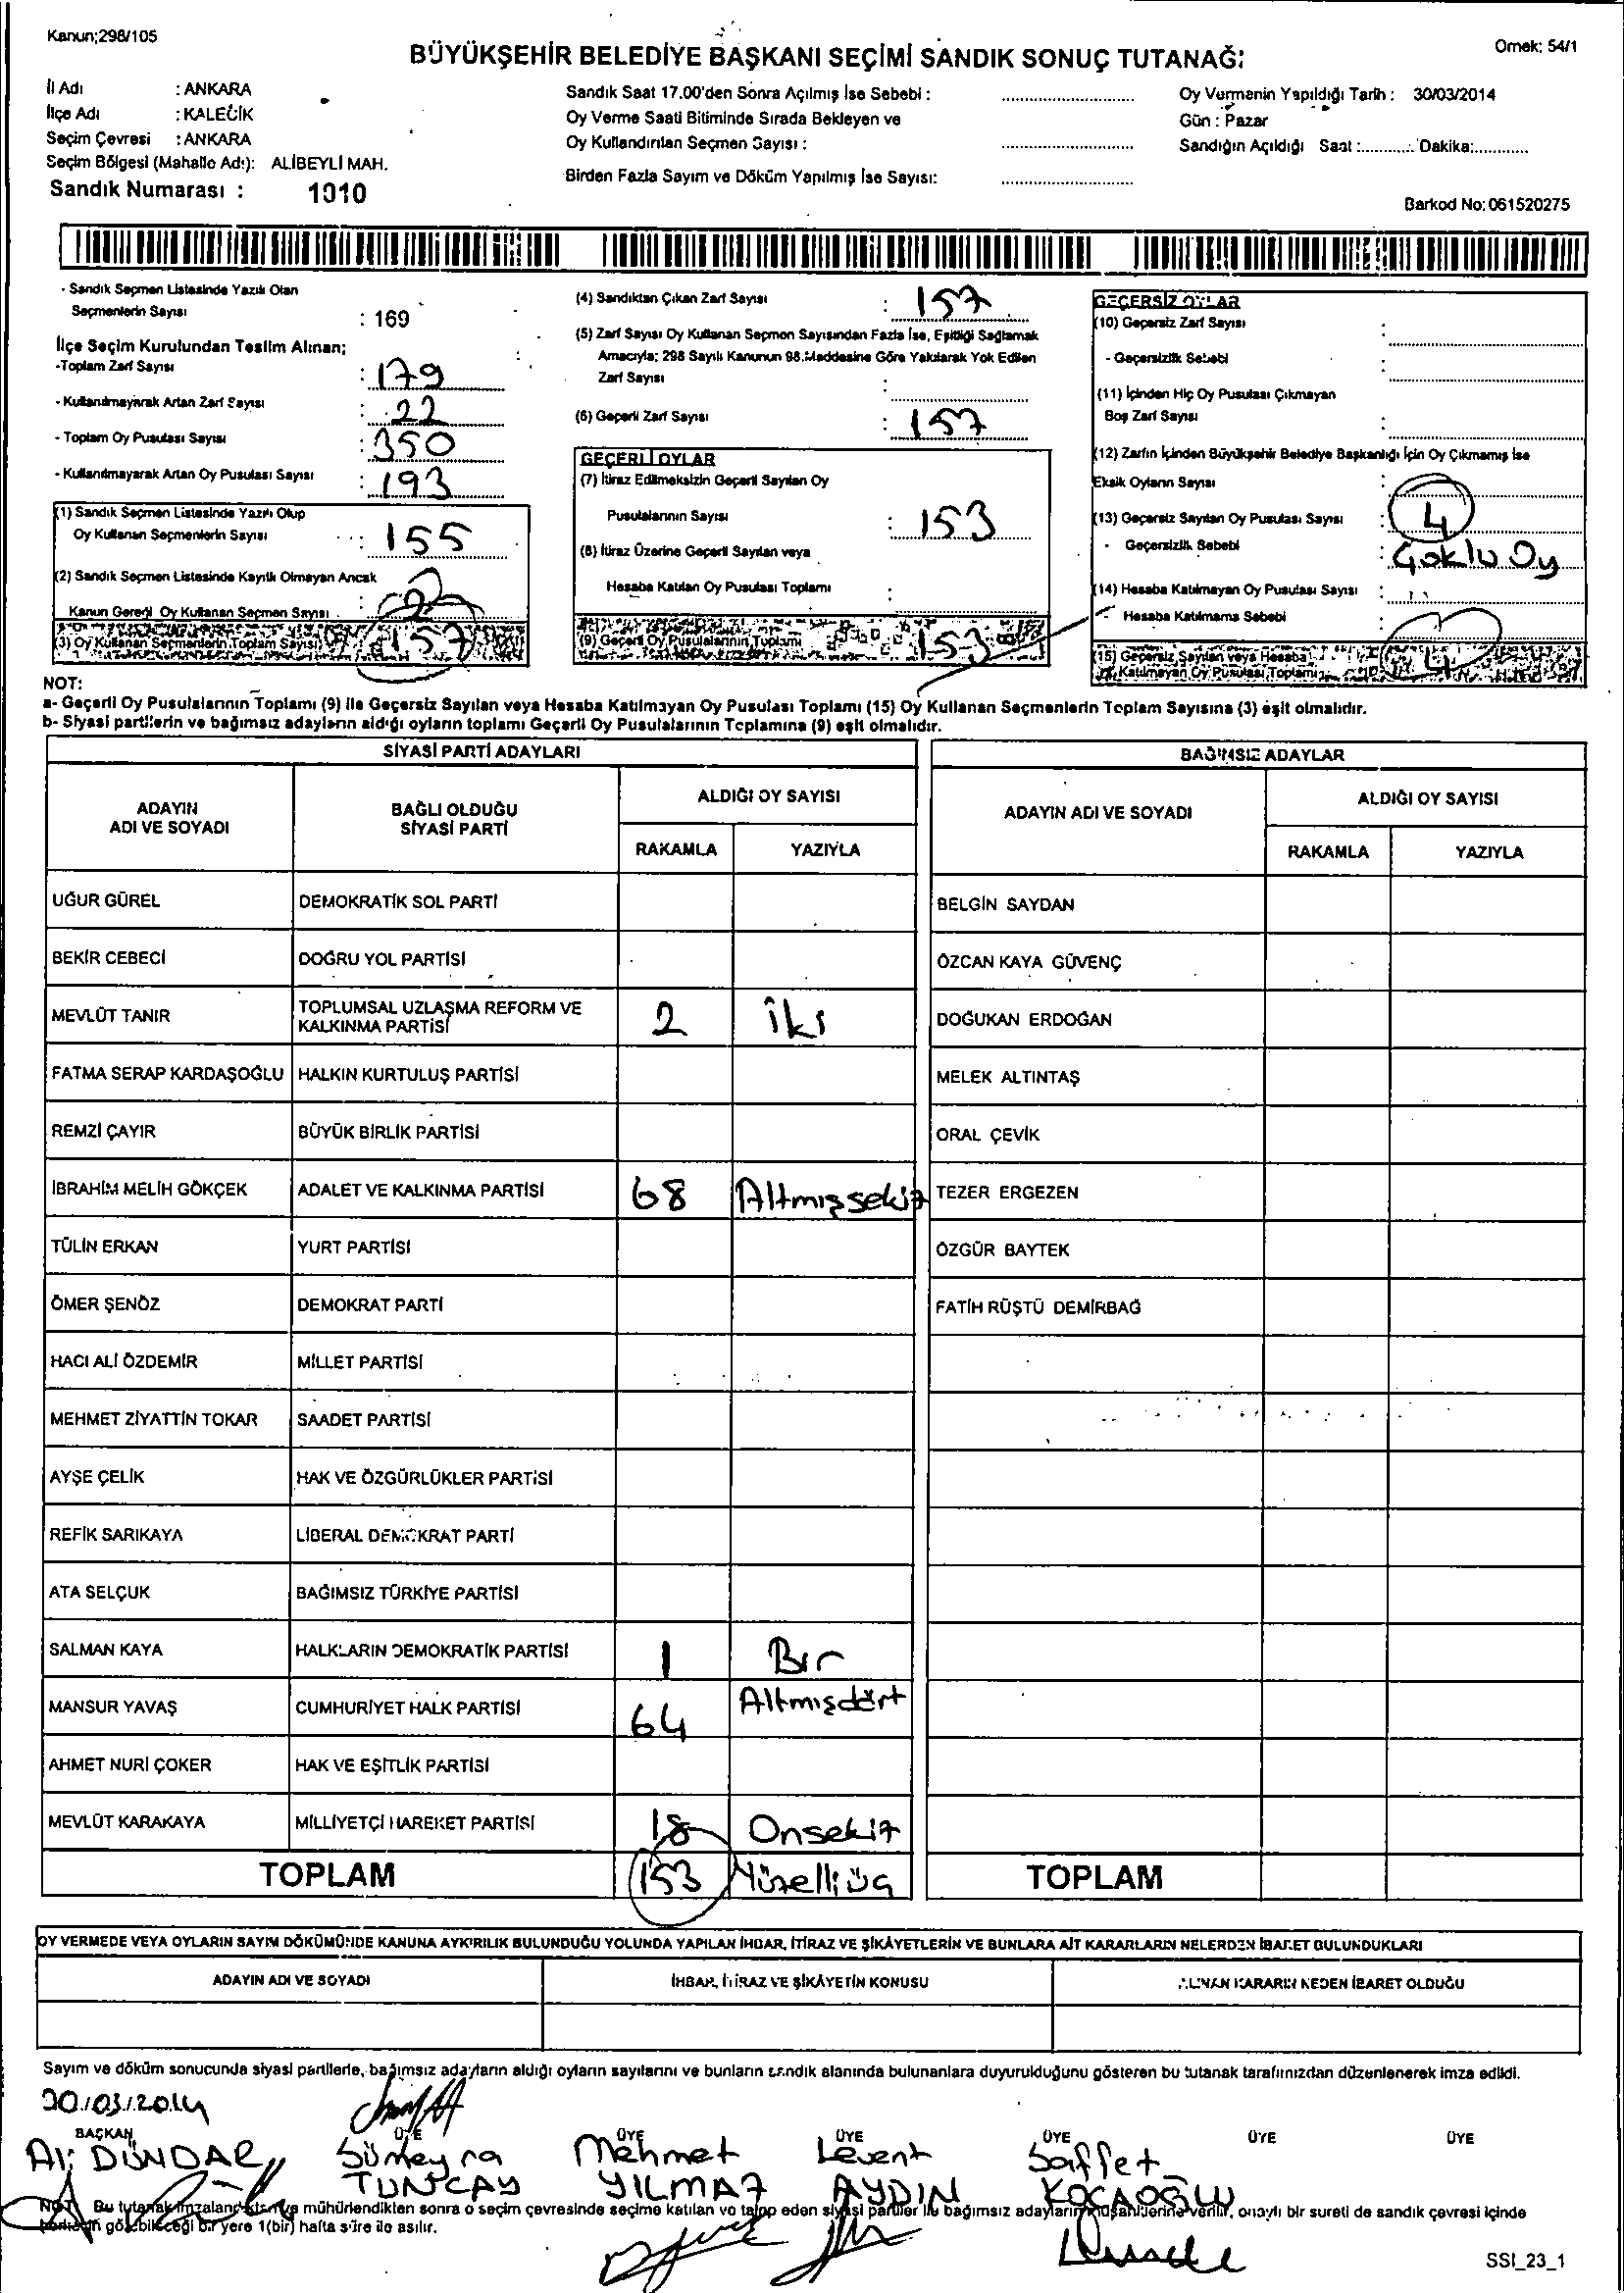 Kanun;298/105
Örnek: 54/1
BÜYÜKŞEHİR BELEDİYE BAŞKANI SEÇİMİ SANDIK SONUÇ TUTANAĞI
İl Adı : ANKARA
İlçe Adı : KALECİK
Seçim Çevresi : ANKARA
Seçim Bölgesi (Mahalle Adı): ALİBEYLİ MAH.
Sandık Numarası : 1010
Sandık Saat 17.00'den Sonra Açılmış İse Sebebi :
Oy Verme Saati Bitiminde Sırada Bekleyen ve
Oy Kullandırılan Seçmen Sayısı :
Birden Fazla Sayım ve Döküm Yapılmış İse Sayısı:
Oy Vermenin Yapıldığı Tarih : 30/03/2014
Gün : Pazar
Sandığın Açıldığı Saat :............ Dakika:............
Barkod No: 061520275
- Sandık Seçmen Listesinde Yazılı Olan
Seçmenlerin Sayısı : 169
İlçe Seçim Kurulundan Teslim Alınan;
-Toplam Zarf Sayısı : 179
- Kullanılmayarak Artan Zarf Sayısı : 22
- Toplam Oy Pusulası Sayısı : 350
- Kullanılmayarak Artan Oy Pusulası Sayısı : 193
(1) Sandık Seçmen Listesinde Yazılı Olup
Oy Kullanan Seçmenlerin Sayısı : 155
(2) Sandık Seçmen Listesinde Kayıtlı Olmayan Ancak
Kanun Gereği Oy Kullanan Seçmen Sayısı : 2
(3) Oy Kullanan Seçmenlerin Toplam Sayısı 157
(4) Sandıktan Çıkan Zarf Sayısı : 157
(5) Zarf Sayısı Oy Kullanan Seçmen Sayısından Fazla İse, Eşitliği Sağlamak
Amacıyla; 298 Sayılı Kanunun 98.Maddesine Göre Yakılarak Yok Edilen
Zarf Sayısı :
(6) Geçerli Zarf Sayısı : 157
GEÇERLİ OYLAR
(7) İtiraz Edilmeksizin Geçerli Sayılan Oy
Pusulalarının Sayısı : 153
(8) İtiraz Üzerine Geçerli Sayılan veya
Hesaba Katılan Oy Pusulası Toplamı :
(9) Geçerli Oy Pusulalarının Toplamı 153
GEÇERSİZ OYLAR
(10) Geçersiz Zarf Sayısı :
- Geçersizlik Sebebi :
(11) İçinden Hiç Oy Pusulası Çıkmayan
Boş Zarf Sayısı :
(12) Zarfın İçinden Büyükşehir Belediye Başkanlığı İçin Oy Çıkmamış İse
Eksik Oyların Sayısı :
(13) Geçersiz Sayılan Oy Pusulası Sayısı : 4
- Geçersizlik Sebebi : Çoklu Oy
(14) Hesaba Katılmayan Oy Pusulası Sayısı :
- Hesaba Katılmama Sebebi :
(15) Geçersiz Sayılan veya Hesaba
Katılmayan Oy Pusulası Toplamı 4
NOT:
a- Geçerli Oy Pusulalarının Toplamı (9) ile Geçersiz Sayılan veya Hesaba Katılmayan Oy Pusulası Toplamı (15) Oy Kullanan Seçmenlerin Toplam Sayısına (3) eşit olmalıdır.
b- Siyasi partilerin ve bağımsız adayların aldığı oyların toplamı Geçerli Oy Pusulalarının Toplamına (9) eşit olmalıdır.
SİYASİ PARTİ ADAYLARI
ADAYIN ADI VE SOYADI | BAĞLI OLDUĞU SİYASİ PARTİ | ALDIĞI OY SAYISI
RAKAMLA | YAZIYLA
UĞUR GÜREL | DEMOKRATİK SOL PARTİ
BEKİR CEBECİ | DOĞRU YOL PARTİSİ
MEVLÜT TANIR | TOPLUMSAL UZLAŞMA REFORM VE KALKINMA PARTİSİ | 2 | İki
FATMA SERAP KARDAŞOĞLU | HALKIN KURTULUŞ PARTİSİ
REMZİ ÇAYIR | BÜYÜK BİRLİK PARTİSİ
İBRAHİM MELİH GÖKÇEK | ADALET VE KALKINMA PARTİSİ | 68 | Altmışsekiz
TÜLİN ERKAN | YURT PARTİSİ
ÖMER ŞENÖZ | DEMOKRAT PARTİ
HACI ALİ ÖZDEMİR | MİLLET PARTİSİ
MEHMET ZİYATTİN TOKAR | SAADET PARTİSİ
AYŞE ÇELİK | HAK VE ÖZGÜRLÜKLER PARTİSİ
REFİK SARIKAYA | LİBERAL DEMOKRAT PARTİ
ATA SELÇUK | BAĞIMSIZ TÜRKİYE PARTİSİ
SALMAN KAYA | HALKLARIN DEMOKRATİK PARTİSİ | 1 | Bir
MANSUR YAVAŞ | CUMHURİYET HALK PARTİSİ | 64 | Altmışdört
AHMET NURİ ÇOKER | HAK VE EŞİTLİK PARTİSİ
MEVLÜT KARAKAYA | MİLLİYETÇİ HAREKET PARTİSİ | 18 | Onsekiz
TOPLAM | 153 | Yüzelliüç
BAĞIMSIZ ADAYLAR
ADAYIN ADI VE SOYADI | ALDIĞI OY SAYISI
RAKAMLA | YAZIYLA
BELGİN SAYDAN
ÖZCAN KAYA GÜVENÇ
DOĞUKAN ERDOĞAN
MELEK ALTINTAŞ
ORAL ÇEVİK
TEZER ERGEZEN
ÖZGÜR BAYTEK
FATİH RÜŞTÜ DEMİRBAĞ
TOPLAM
OY VERMEDE VEYA OYLARIN SAYIM DÖKÜMÜNDE KANUNA AYKIRILIK BULUNDUĞU YOLUNDA YAPILAN İHBAR, İTİRAZ VE ŞİKÂYETLERİN VE BUNLARA AİT KARARLARIN NELERDEN İBARET BULUNDUKLARI
ADAYIN ADI VE SOYADI | İHBAR, İTİRAZ VE ŞİKÂYETİN KONUSU | ALINAN KARARIN NEDEN İBARET OLDUĞU
Sayım ve döküm sonucunda siyasi partilerle, bağımsız adayların aldığı oyların sayılarını ve bunların sandık alanında bulunanlara duyurulduğunu gösteren bu tutanak tarafımızdan düzenlenerek imza edildi.
30/03/2014
BAŞKAN ÜYE ÜYE ÜYE ÜYE ÜYE ÜYE
Ali DÜNDAR Sümeyra TUNCAY Mehmet YILMAZ Levent AYDIN Saffet KOCAOĞLU
NOT: Bu tutanak imzalandıktan ve mühürlendikten sonra o seçim çevresinde seçime katılan ve talep eden siyasi partiler ile bağımsız adayların müşahitlerine verilir, onaylı bir sureti de sandık çevresi içinde
herkesin görebileceği bir yere 1(bir) hafta süre ile asılır.
SSI_23_1